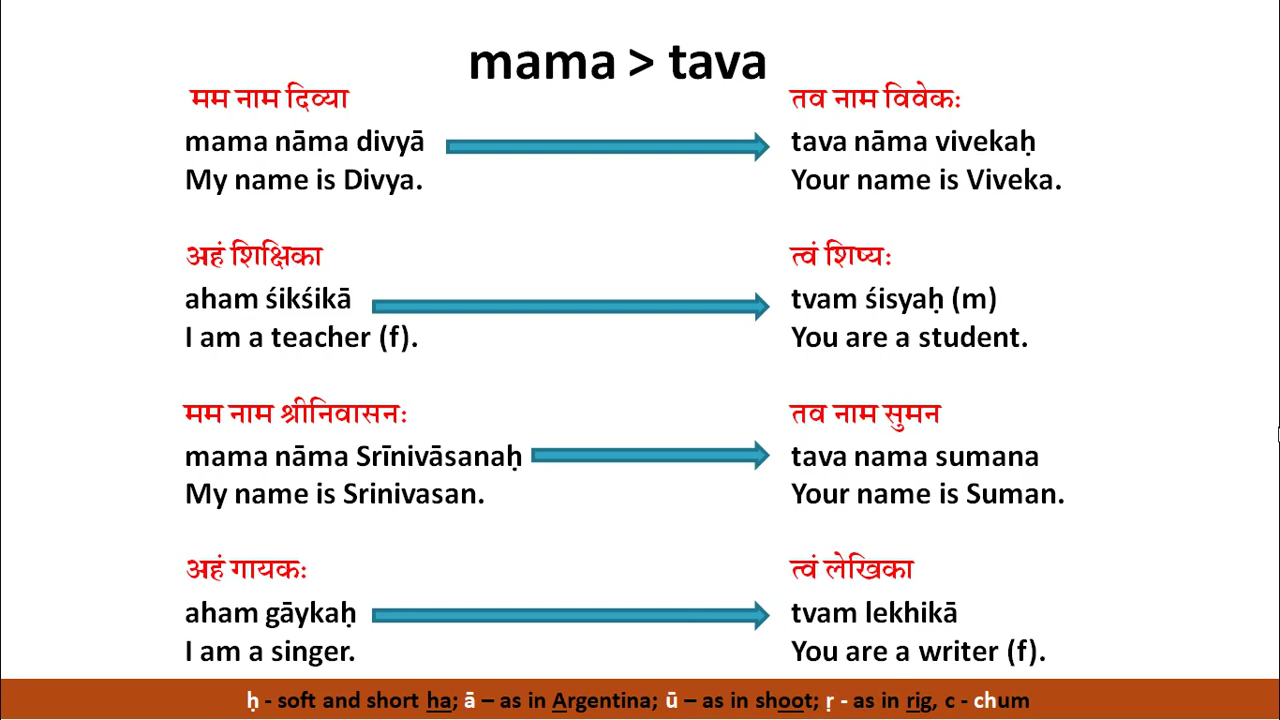 mama > tava
मम नाम दिव्या
mama nāma divyā
My name is Divya.
तव नाम विवेकः
tava nāma vivekaḥ
Your name is Viveka.
अहं शिक्षिका
aham śikśikā
I am a teacher (f).
त्वं शिष्यः
tvam śisyaḥ (m)
You are a student.
मम नाम श्रीनिवासनः
mama nāma Srīnivāsanaḥ
My name is Srinivasan.
तव नाम सुमन
tava nama sumana
Your name is Suman.
अहं गायकः
aham gāykaḥ
I am a singer.
त्वं लेखिका
tvam lekhikā
You are a writer (f).
ḥ - soft and short ha; ā – as in Argentina; ū – as in shoot; ṛ - as in rig, c - chum